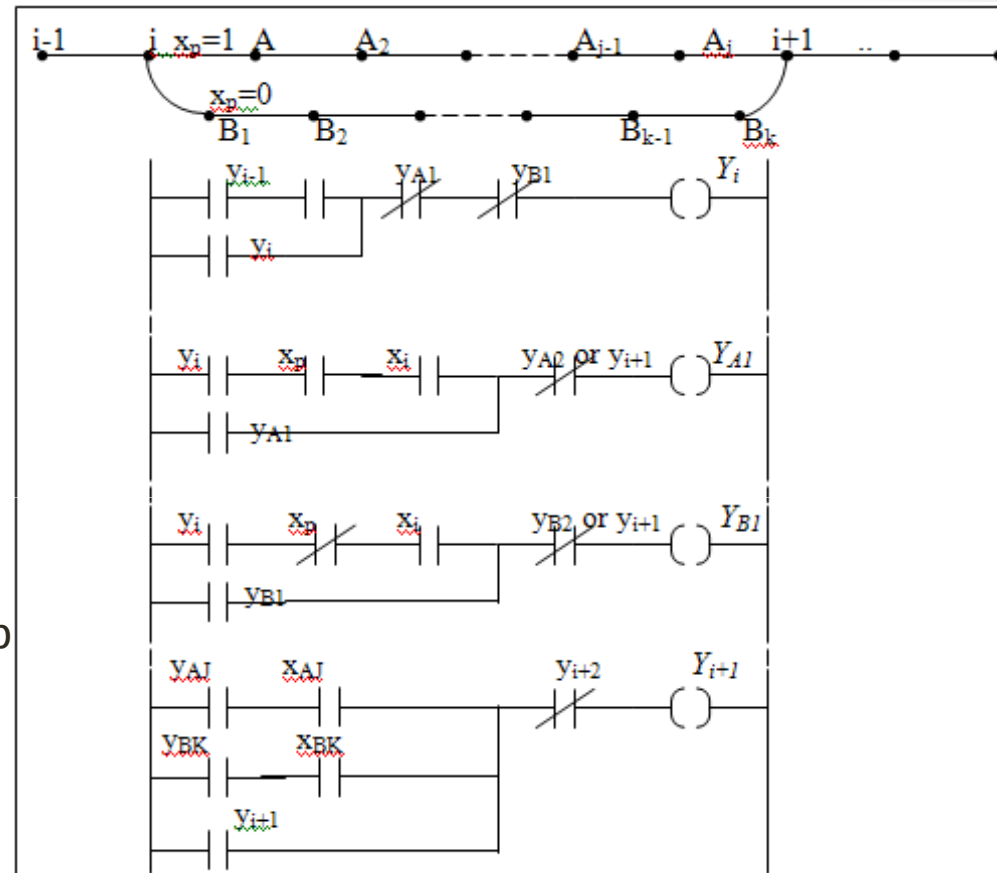 i-1 i xp=1 A A2 Aj-1 Aj i+1 ..
xp=0
B1 B2 Bk-1 Bk
yi-1 yA1 yB1 Yi
yi
yi xp xi yA2 or yi+1 YA1
yA1
yi xp xi yB2 or yi+1 YB1
yB1
yAJ xAJ yi+2 Yi+1
yBK xBK
yi+1